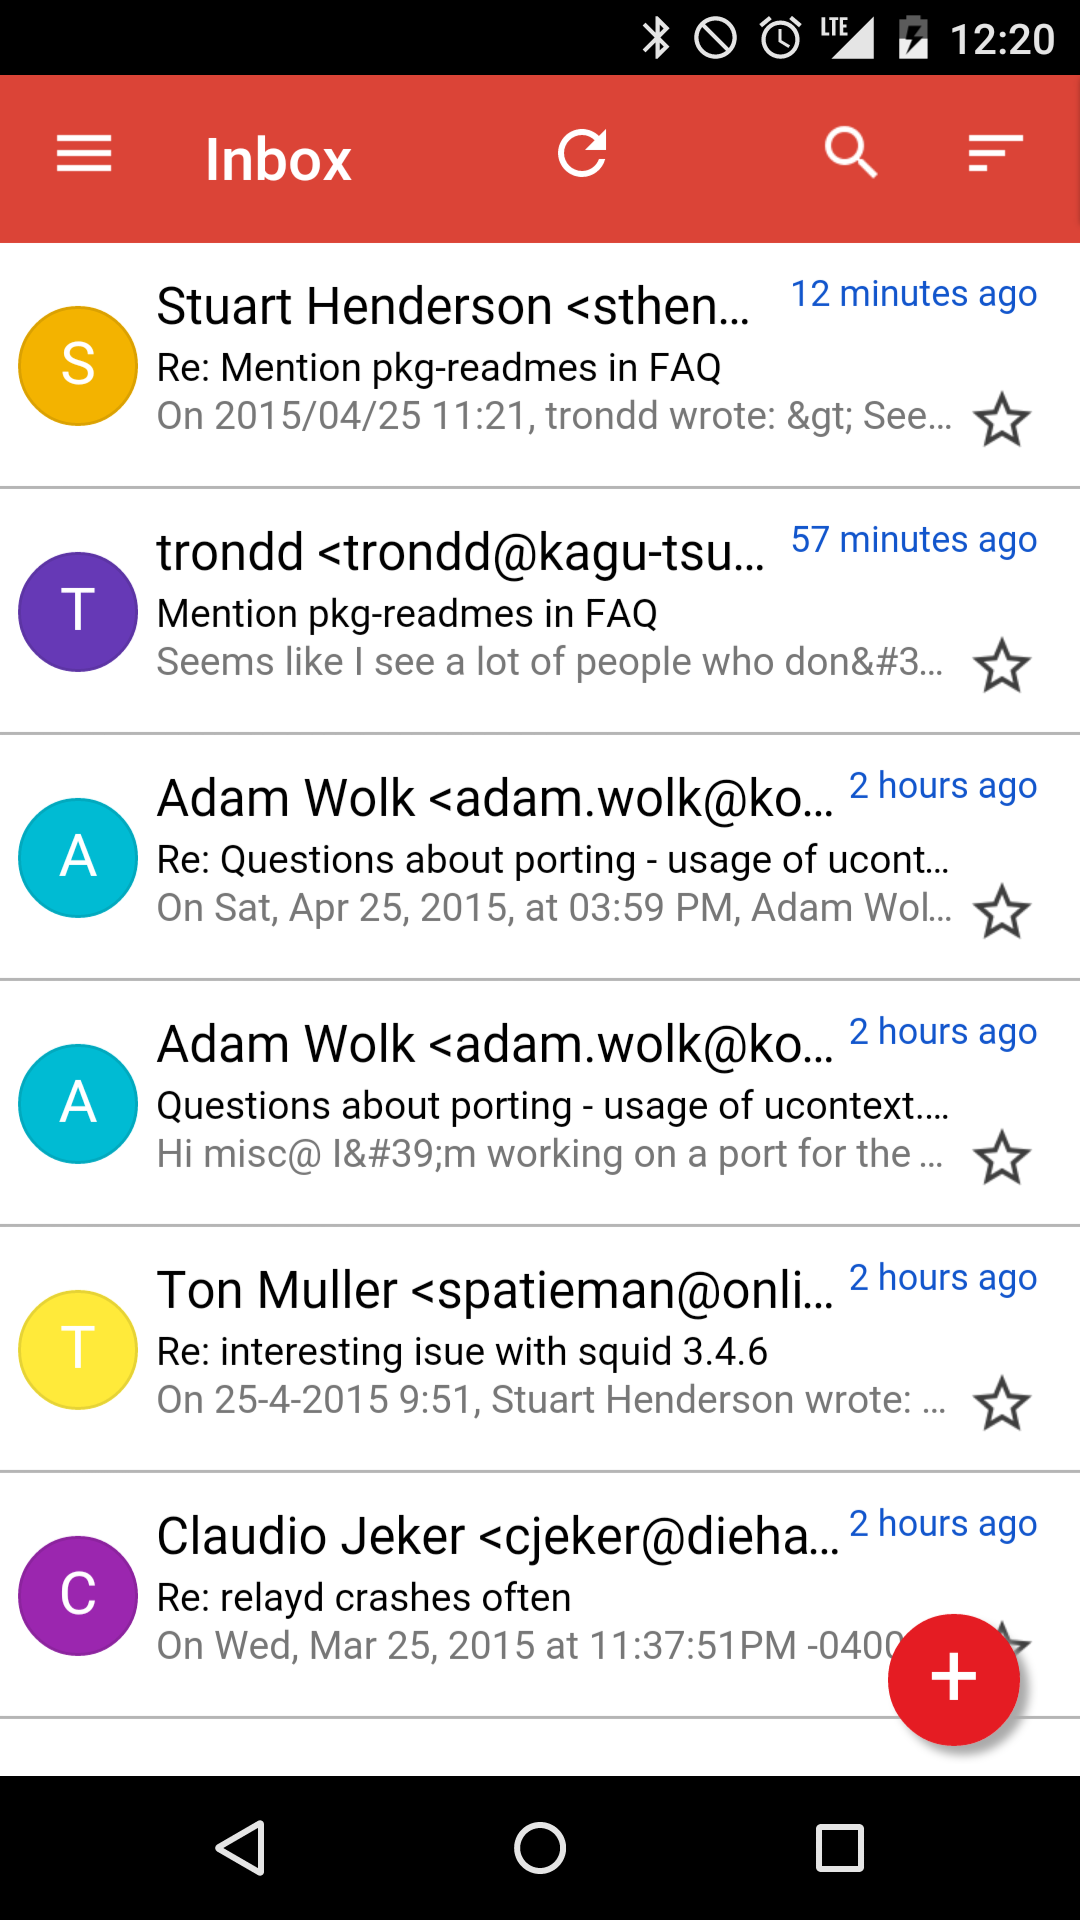 LTE 12:20
Inbox
S
Stuart Henderson <sthen...
12 minutes ago
Re: Mention pkg-readmes in FAQ
On 2015/04/25 11:21, trondd wrote: &gt; See...
T
trondd <trondd@kagu-tsu...
57 minutes ago
Mention pkg-readmes in FAQ
Seems like I see a lot of people who don&#3...
A
Adam Wolk <adam.wolk@ko...
2 hours ago
Re: Questions about porting - usage of ucont...
On Sat, Apr 25, 2015, at 03:59 PM, Adam Wol...
A
Adam Wolk <adam.wolk@ko...
2 hours ago
Questions about porting - usage of ucontext....
Hi misc@ I&#39;m working on a port for the ...
T
Ton Muller <spatieman@onli...
2 hours ago
Re: interesting isue with squid 3.4.6
On 25-4-2015 9:51, Stuart Henderson wrote: ...
C
Claudio Jeker <cjeker@dieha...
2 hours ago
Re: relayd crashes often
On Wed, Mar 25, 2015 at 11:37:51PM -0400